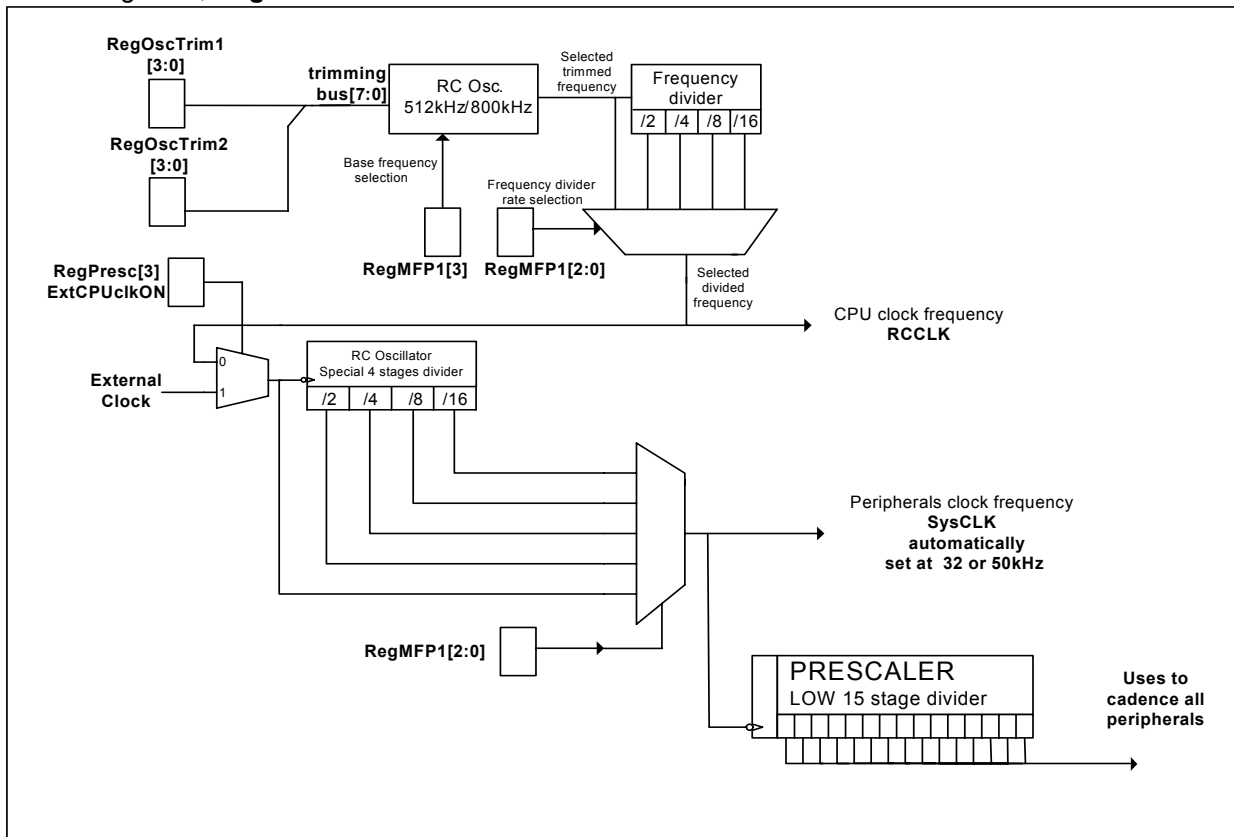 RegOscTrim1
[3:0]
trimming
bus[7:0]
RC Osc.
512kHz/800kHz
Selected
trimmed
frequency
Frequency
divider
/2 /4 /8 /16
RegOscTrim2
[3:0]
Base frequency
selection
Frequency divider
rate selection
RegMFP1[3]
RegMFP1[2:0]
Selected
divided
frequency
RegPresc[3]
ExtCPUclkON
CPU clock frequency
RCCLK
0
1
External
Clock
RC Oscillator
Special 4 stages divider
/2 /4 /8 /16
Peripherals clock frequency
SysCLK
automatically
set at 32 or 50kHz
RegMFP1[2:0]
PRESCALER
LOW 15 stage divider
Uses to
cadence all
peripherals